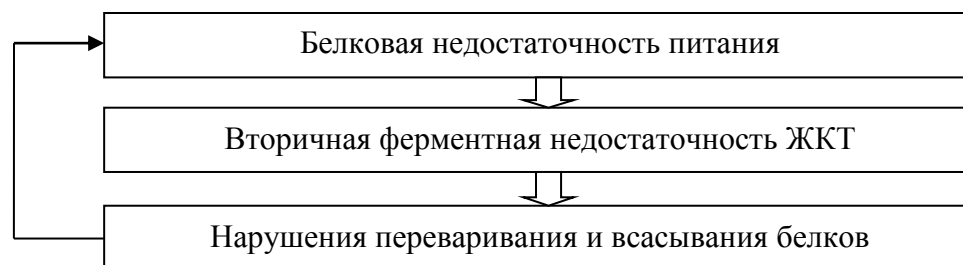 Белковая недостаточность питания
Вторичная ферментная недостаточность ЖКТ
Нарушения переваривания и всасывания белков